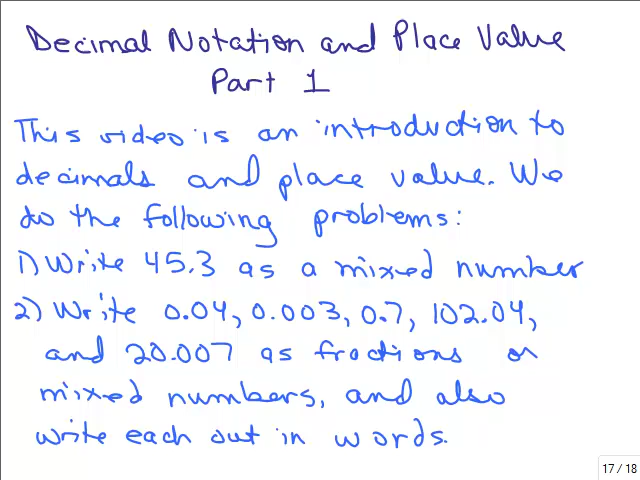 Decimal Notation and Place Value
Part 1
This video is an introduction to
decimals and place value. We
do the following problems:
1) Write 45.3 as a mixed number
2) Write 0.04, 0.003, 0.7, 102.04,
and 20.007 as fractions or
mixed numbers, and also
write each out in words.
17 / 18